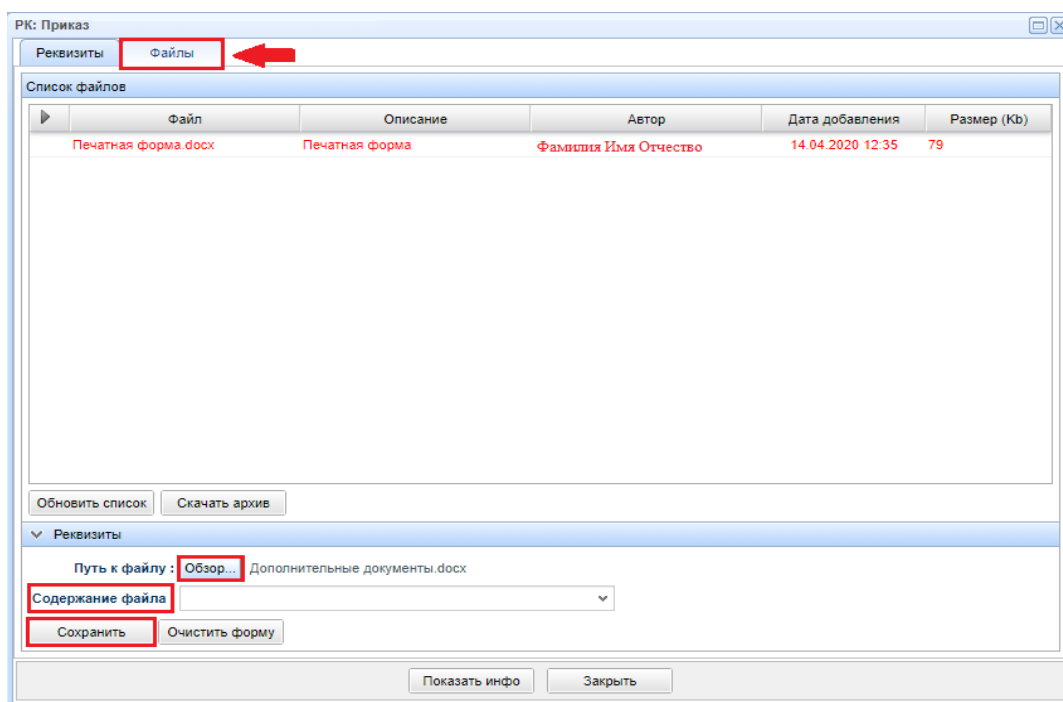 РК: Приказ
Реквизиты Файлы
Список файлов
Файл Описание Автор Дата добавления Размер (Kb)
Печатная форма.docx Печатная форма Фамилия Имя Отчество 14.04.2020 12:35 79
Обновить список Скачать архив
Реквизиты
Путь к файлу : Обзор... Дополнительные документы.docx
Содержание файла
Сохранить Очистить форму
Показать инфо Закрыть